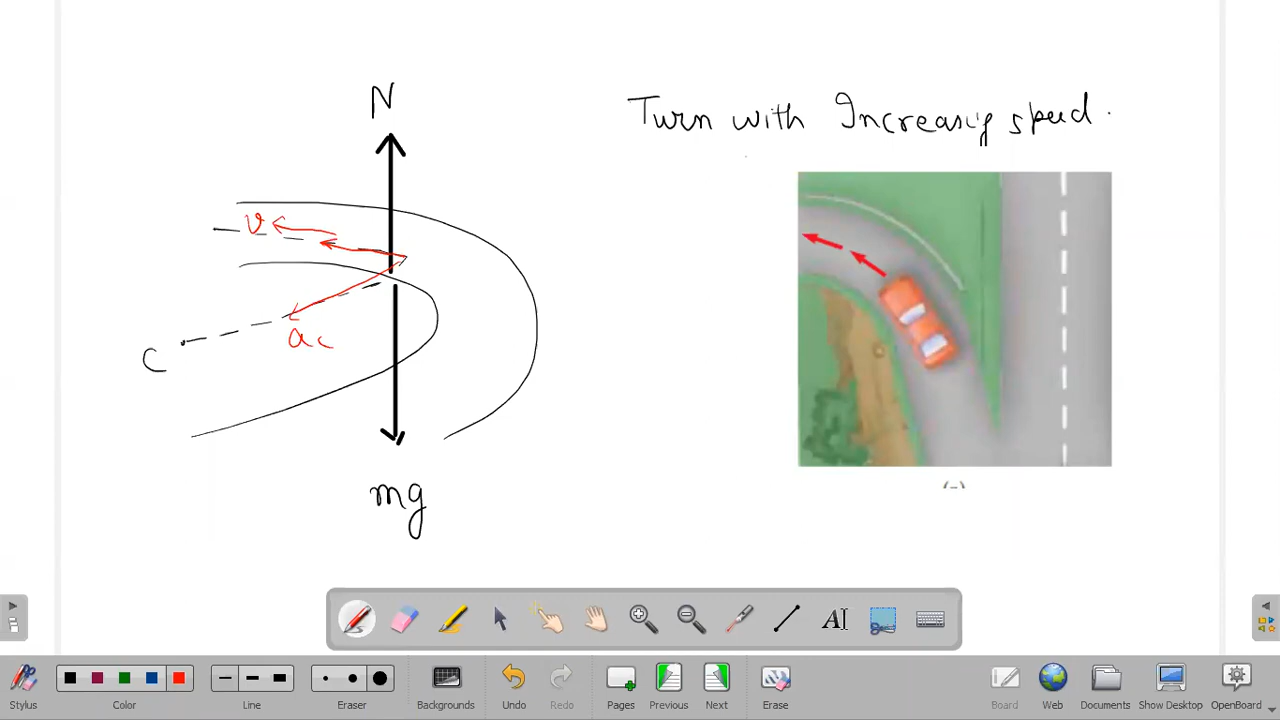 N
Turn with Increasing speed.
v
ac
C
mg
Stylus
Color
Line
Eraser
Backgrounds
Undo
Redo
Pages
Previous
Next
Erase
Board
Web
Documents
Show Desktop
OpenBoard